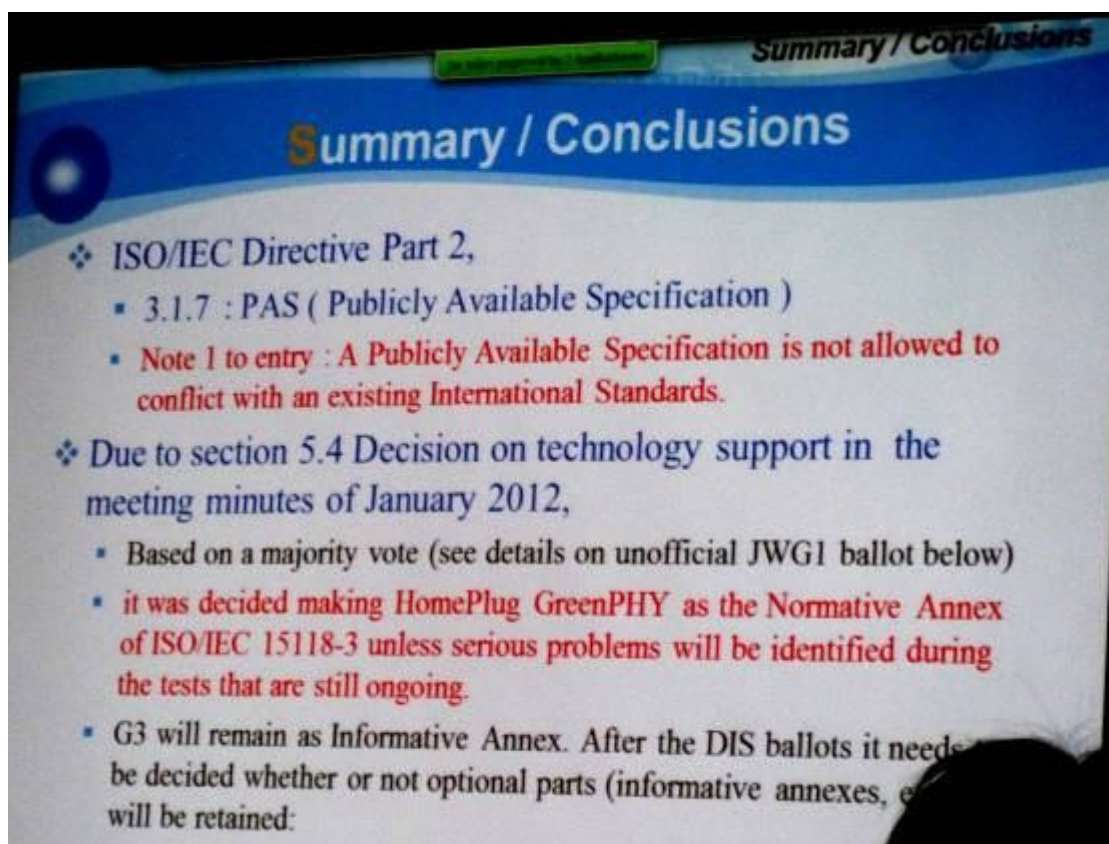 Summary / Conclusions
Summary / Conclusions
ISO/IEC Directive Part 2,
3.1.7 : PAS ( Publicly Available Specification )
Note 1 to entry : A Publicly Available Specification is not allowed to
conflict with an existing International Standards.
Due to section 5.4 Decision on technology support in the
meeting minutes of January 2012,
Based on a majority vote (see details on unofficial JWG1 ballot below)
it was decided making HomePlug GreenPHY as the Normative Annex
of ISO/IEC 15118-3 unless serious problems will be identified during
the tests that are still ongoing.
G3 will remain as Informative Annex. After the DIS ballots it needs
be decided whether or not optional parts (informative annexes,
will be retained: